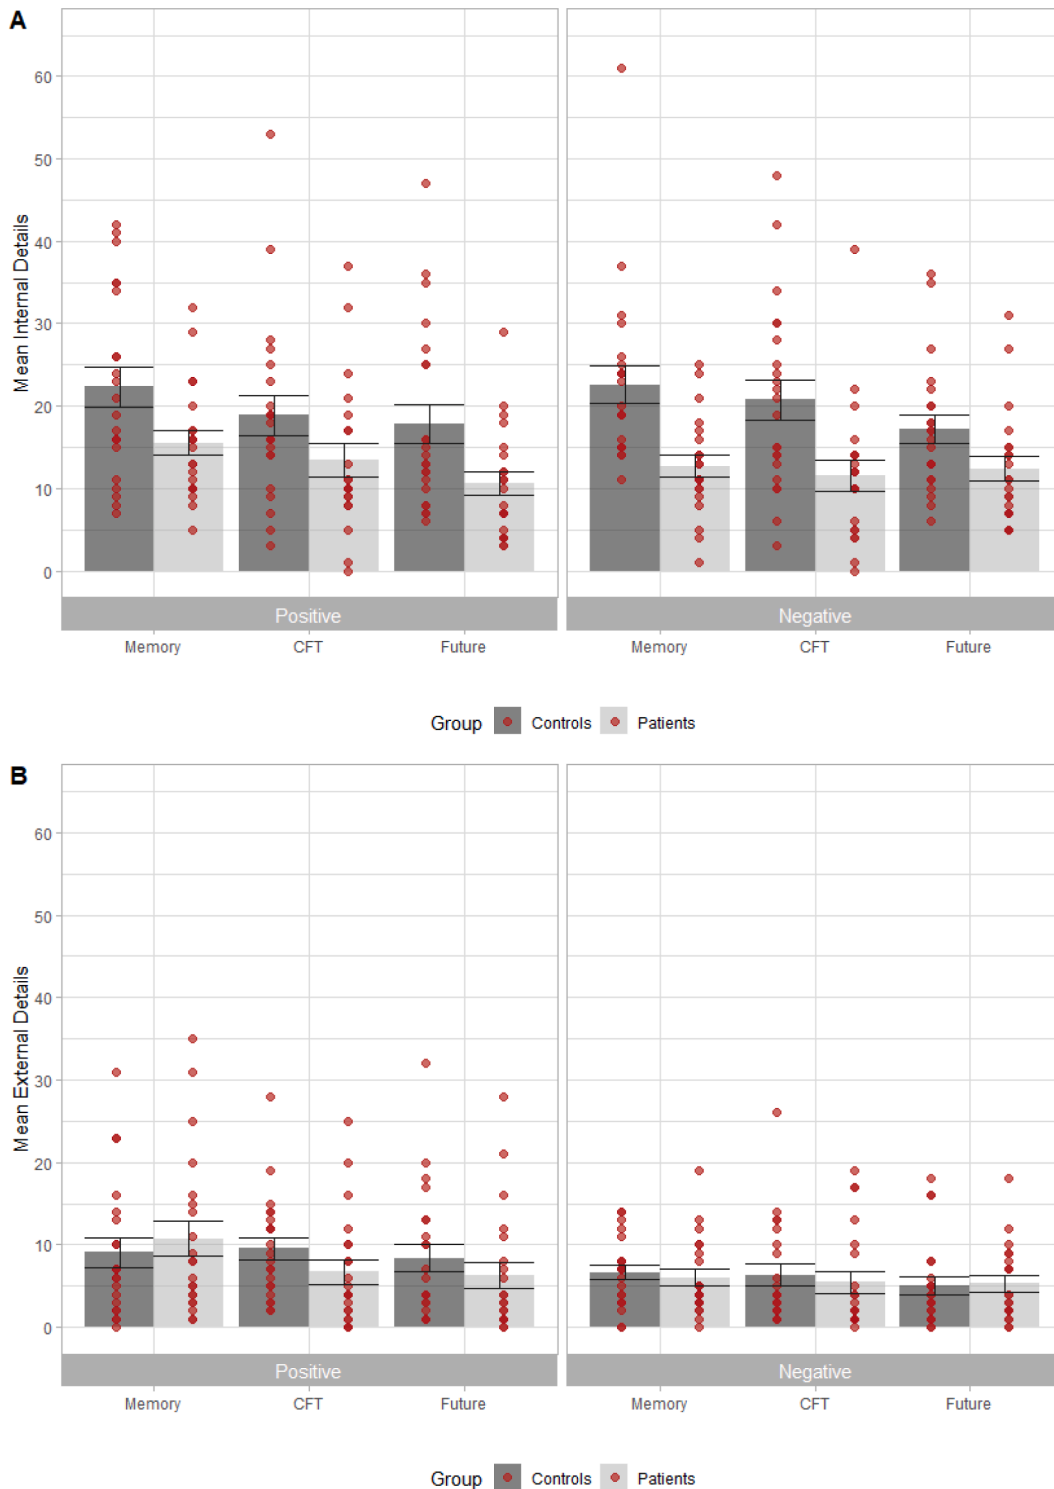 A
Mean Internal Details
60
50
40
30
20
10
0
Positive
Negative
Memory CFT Future Memory CFT Future
Group Controls Patients
B
Mean External Details
60
50
40
30
20
10
0
Positive
Negative
Memory CFT Future Memory CFT Future
Group Controls Patients